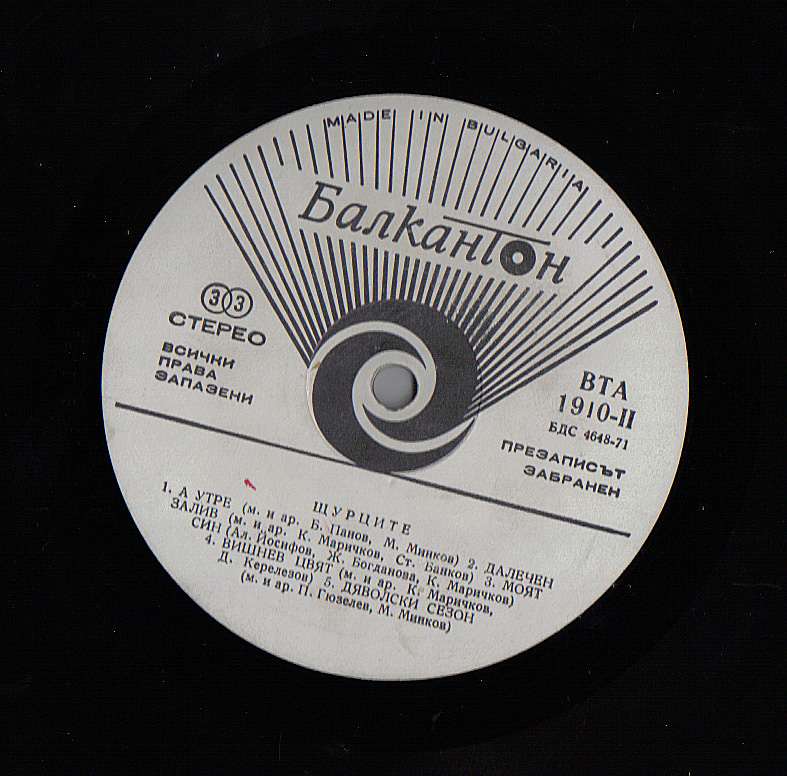 MADE IN BULGARIA
Балкантон
33
СТЕРЕО
ВСИЧКИ
ПРАВА
ЗАПАЗЕНИ
ВТА
1910-II
БДС 4648-71
ПРЕЗАПИСЪТ
ЗАБРАНЕН
ЩУРЦИТЕ
1. А УТРЕ (м. и ар. Б. Панов, М. Минков) 2. ДАЛЕЧЕН
ЗАЛИВ (м. и ар. К. Маричков, Ст. Банков) 3. МОЯТ
СИН (Ал. Йосифов, Ж. Богданова, К. Маричков)
4. ВИШНЕВ ЦВЯТ (м. и ар. К. Маричков,
Д. Керелезов) 5. ДЯВОЛСКИ СЕЗОН
(м. и ар. П. Гюзелев, М. Минков)